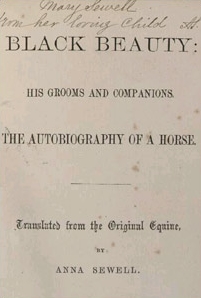 Mary Sewell
from her loving Child
BLACK BEAUTY:
HIS GROOMS AND COMPANIONS.
THE AUTOBIOGRAPHY OF A HORSE.
Translated from the Original Equine,
BY
ANNA SEWELL.